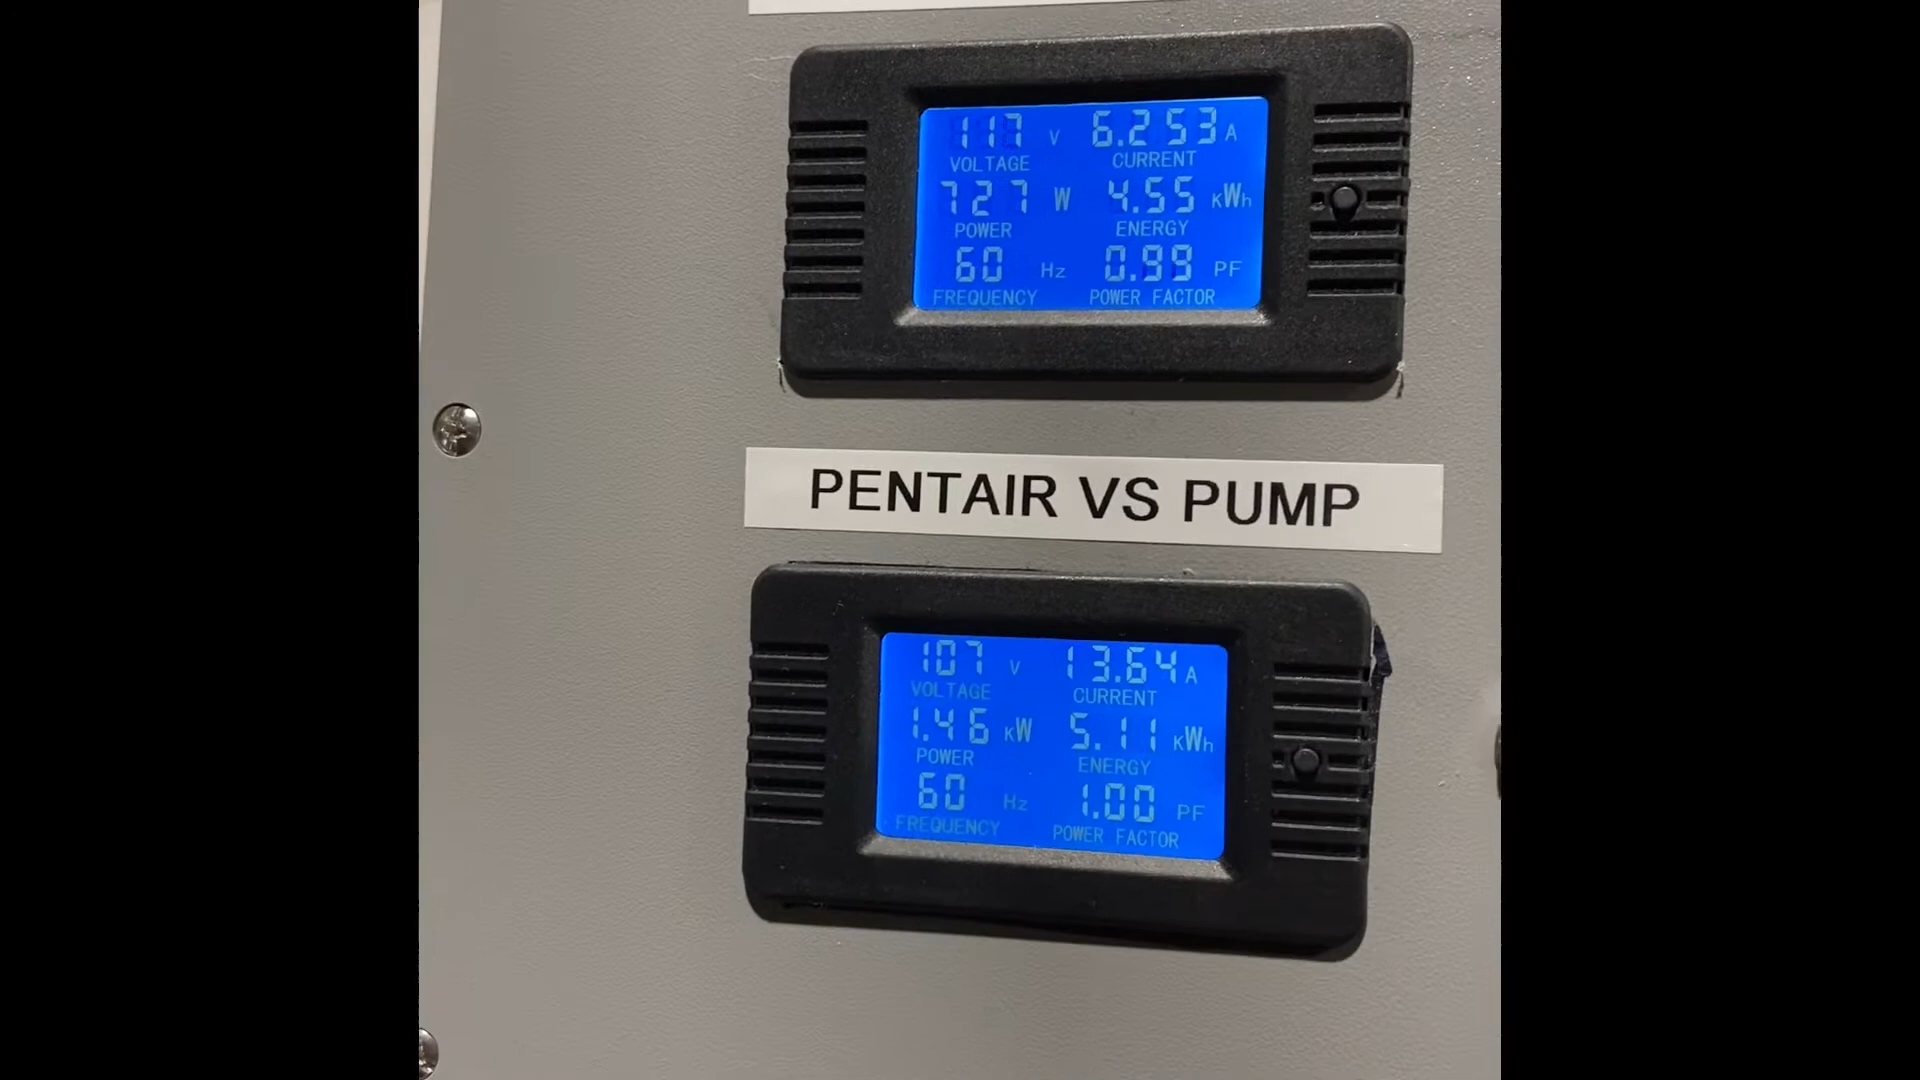 117 V 6.253 A
VOLTAGE CURRENT
727 W 4.55 KWh
POWER ENERGY
60 Hz 0.99 PF
FREQUENCY POWER FACTOR
PENTAIR VS PUMP
107 V 13.64 A
VOLTAGE CURRENT
1.46 KW 5.11 KWh
POWER ENERGY
60 Hz 1.00 PF
FREQUENCY POWER FACTOR